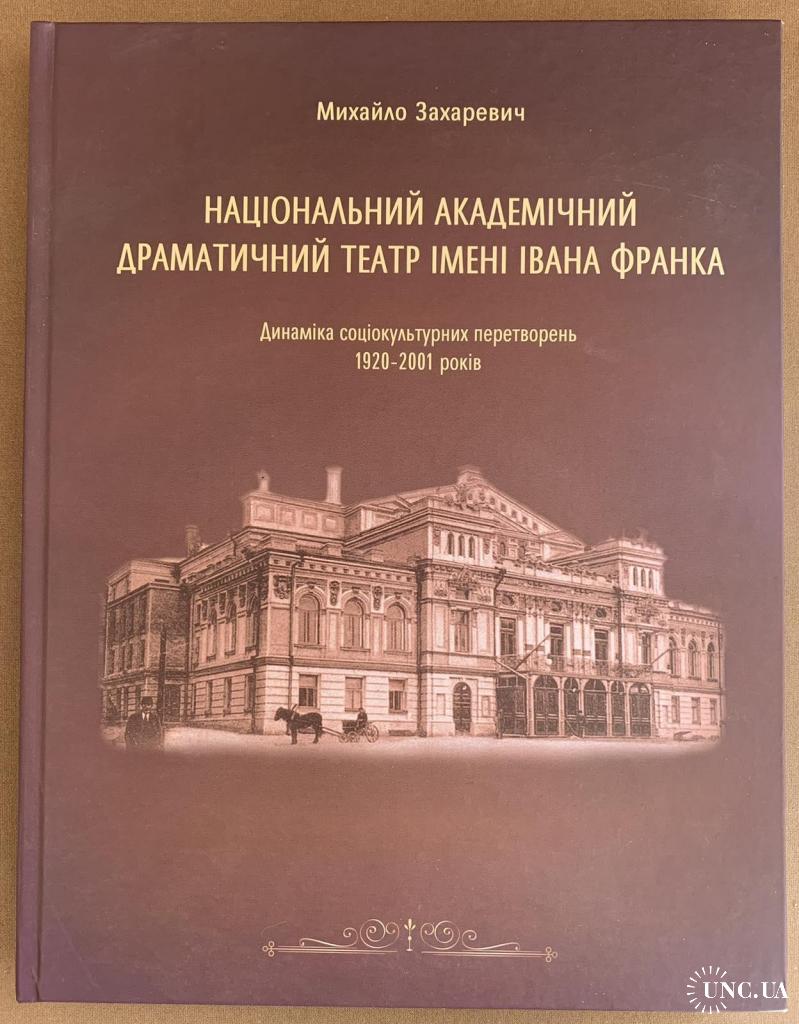 Михайло Захаревич
НАЦІОНАЛЬНИЙ АКАДЕМІЧНИЙ
ДРАМАТИЧНИЙ ТЕАТР ІМЕНІ ІВАНА ФРАНКА
Динаміка соціокультурних перетворень
1920-2001 років
UNC.UA